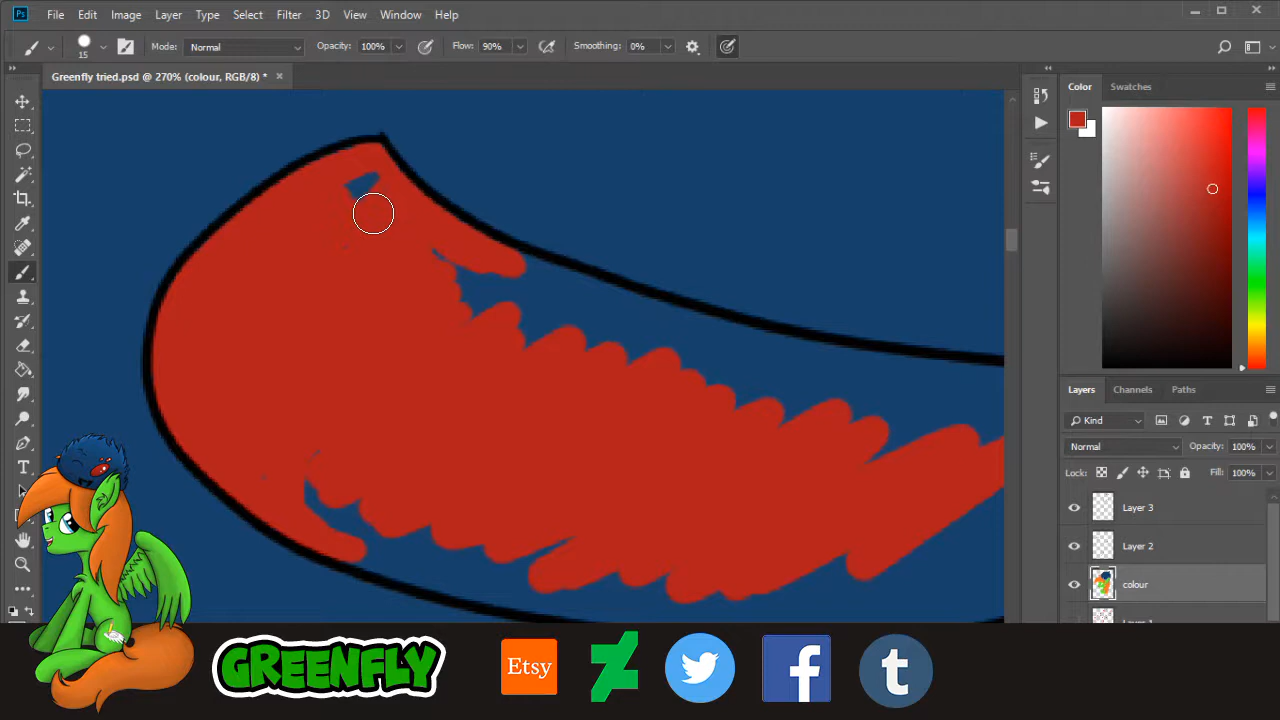 Ps File Edit Image Layer Type Select Filter 3D View Window Help
15 Mode: Normal Opacity: 100% Flow: 90% Smoothing: 0%
Greenfly tried.psd @ 270% (colour, RGB/8) *
Color Swatches
Layers Channels Paths
Kind
Normal Opacity: 100%
Lock: Fill: 100%
Layer 3
Layer 2
colour
GREENFLY Etsy